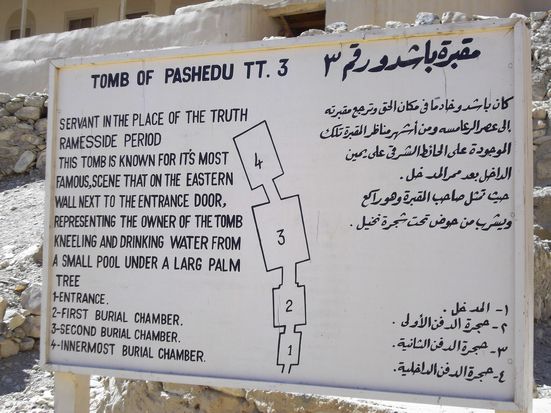 TOMB OF PASHEDU TT. 3
SERVANT IN THE PLACE OF THE TRUTH
RAMESSIDE PERIOD
THIS TOMB IS KNOWN FOR IT'S MOST
FAMOUS,SCENE THAT ON THE EASTERN
WALL NEXT TO THE ENTRANCE DOOR,
REPRESENTING THE OWNER OF THE TOMB
KNEELING AND DRINKING WATER FROM
A SMALL POOL UNDER A LARG PALM
TREE
1-ENTRANCE.
2-FIRST BURIAL CHAMBER.
3-SECOND BURIAL CHAMBER.
4-INNERMOST BURIAL CHAMBER.
4
3
2
1
مقبرة باشدو رقم ٣
كان باشدو خادمًا في مكان الحق وترجع مقبرته
إلى عصر الرعامسه ومن أشهر مناظر المقبرة تلك
الموجودة على الحائط الشرقى على يمين
الداخل بعد ممر المدخل .
حيث تمثل صاحب المقبرة وهو راكع
ويشرب من حوض تحت شجرة نخيل .
١- المدخل .
٢- حجرة الدفن الأولى .
٣- حجرة الدفن الثانية .
٤- حجرة الدفن الداخلية .